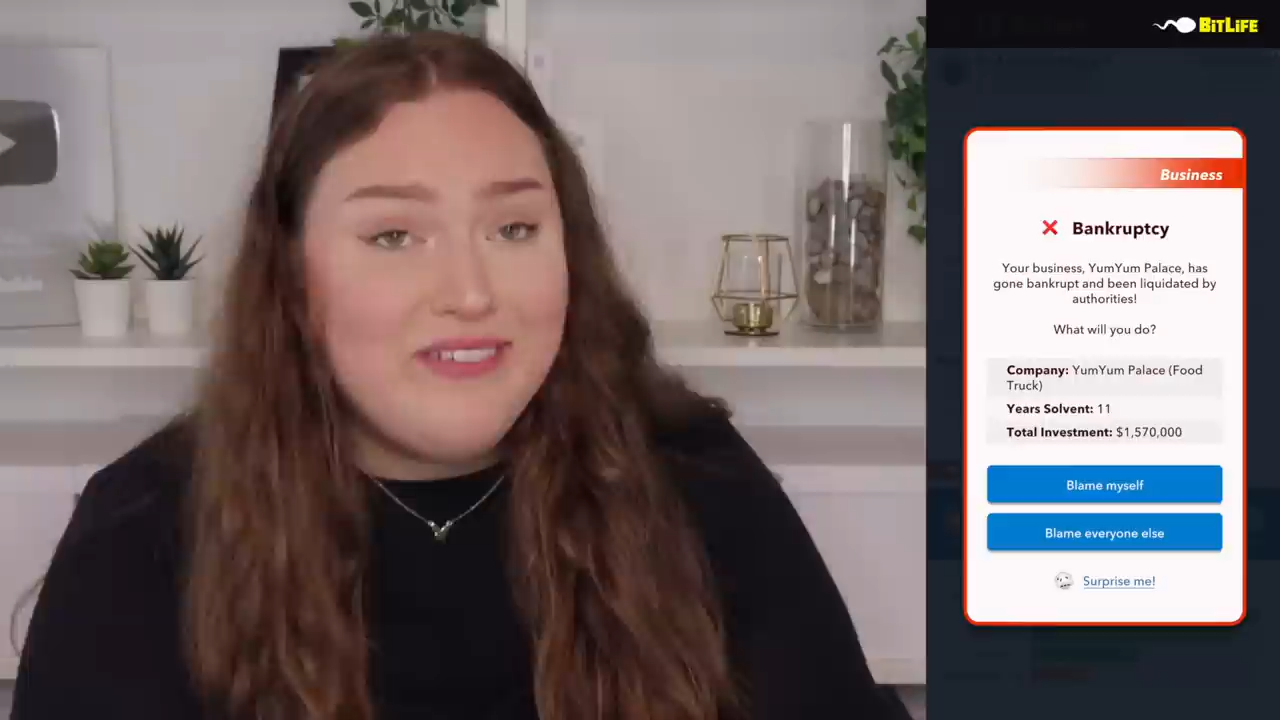 BITLIFE
Business
Bankruptcy
Your business, YumYum Palace, has
gone bankrupt and been liquidated by
authorities!
What will you do?
Company: YumYum Palace (Food
Truck)
Years Solvent: 11
Total Investment: $1,570,000
Blame myself
Blame everyone else
Surprise me!